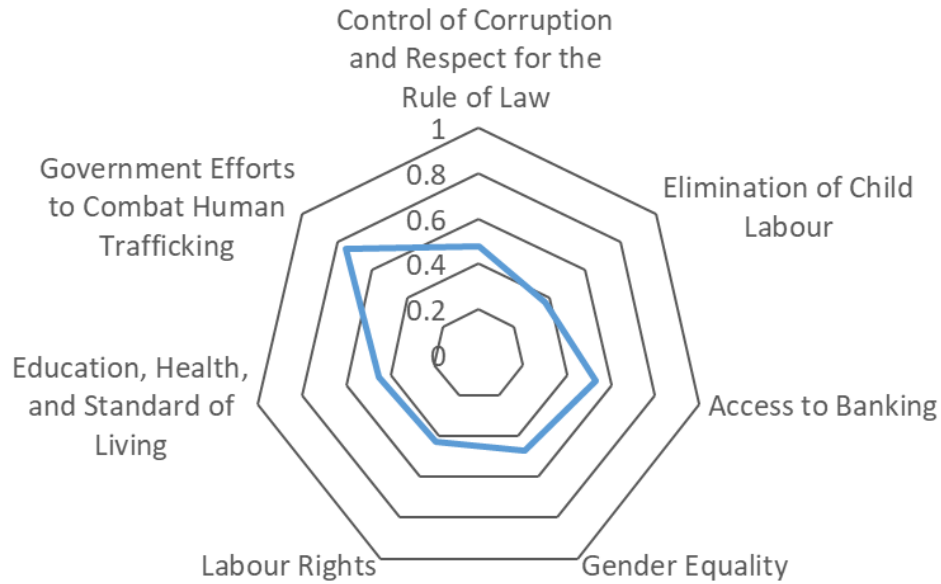 Control of Corruption
and Respect for the
Rule of Law
1
0.8
0.6
0.4
0.2
0
Government Efforts
to Combat Human
Trafficking
Elimination of Child
Labour
Education, Health,
and Standard of
Living
Access to Banking
Labour Rights
Gender Equality